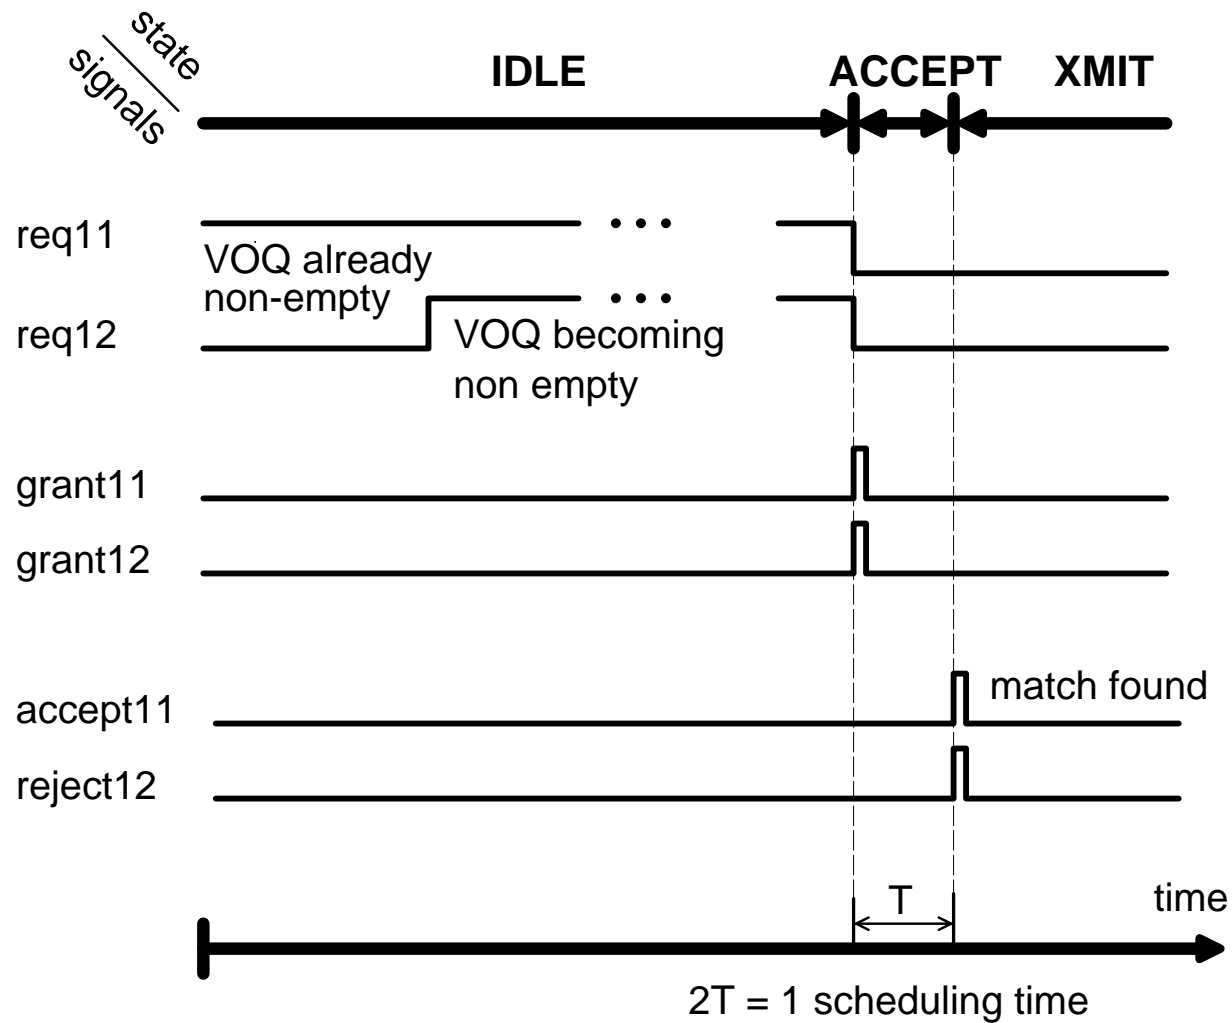 state
signals
IDLE
ACCEPT
XMIT
req11
VOQ already
non-empty
req12
VOQ becoming
non empty
grant11
grant12
accept11
match found
reject12
T
time
2T = 1 scheduling time